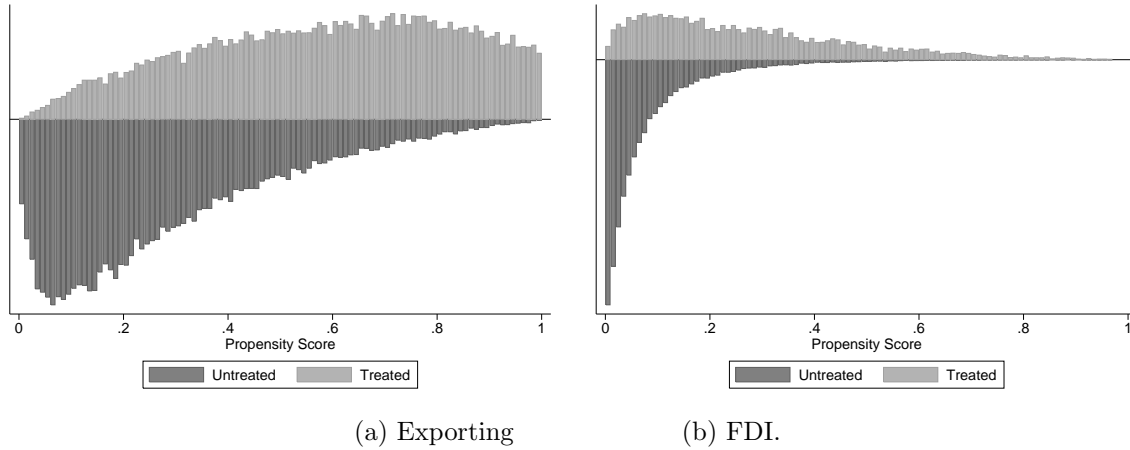 0 .2 .4 .6 .8 1
Propensity Score
Untreated Treated
0 .2 .4 .6 .8 1
Propensity Score
Untreated Treated
(a) Exporting
(b) FDI.